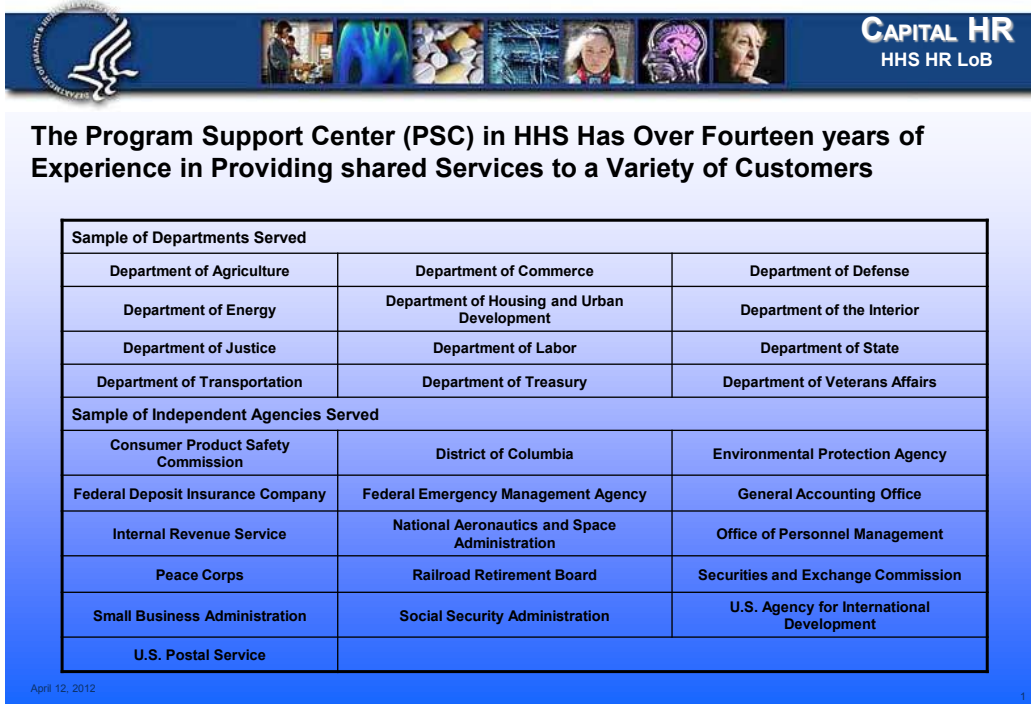 CAPITAL HR
HHS HR LoB
The Program Support Center (PSC) in HHS Has Over Fourteen years of
Experience in Providing shared Services to a Variety of Customers
Sample of Departments Served
Department of Agriculture
Department of Commerce
Department of Defense
Department of Energy
Department of Housing and Urban
Development
Department of the Interior
Department of Justice
Department of Labor
Department of State
Department of Transportation
Department of Treasury
Department of Veterans Affairs
Sample of Independent Agencies Served
Consumer Product Safety
Commission
District of Columbia
Environmental Protection Agency
Federal Deposit Insurance Company
Federal Emergency Management Agency
General Accounting Office
Internal Revenue Service
National Aeronautics and Space
Administration
Office of Personnel Management
Peace Corps
Railroad Retirement Board
Securities and Exchange Commission
Small Business Administration
Social Security Administration
U.S. Agency for International
Development
U.S. Postal Service
April 12, 2012
1